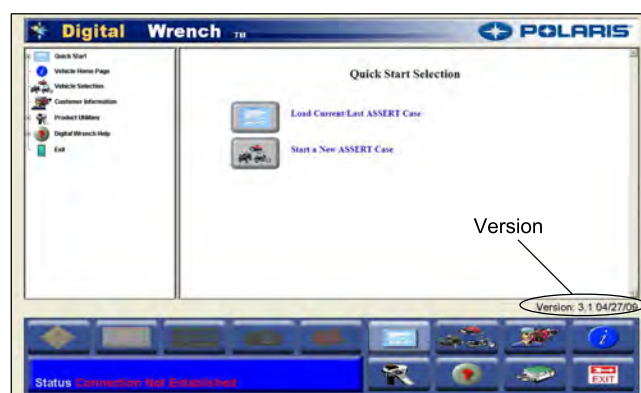 Digital Wrench TM
POLARIS
Quick Start
Vehicle Home Page
Vehicle Selection
Customer Information
Product Utilities
Digital Wrench Help
Exit
Quick Start Selection
Load Current/Last ASSERT Case
Start a New ASSERT Case
Version
Version: 3.1 04/27/09
Status Connection Not Established
EXIT